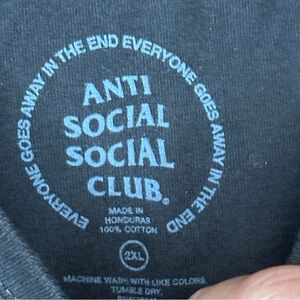 EVERYONE GOES AWAY IN THE END EVERYONE GOES AWAY IN THE END
ANTI
SOCIAL
SOCIAL
CLUB.
MADE IN
HONDURAS
100% COTTON
2XL
MACHINE WASH WITH LIKE COLORS
TUMBLE DRY.